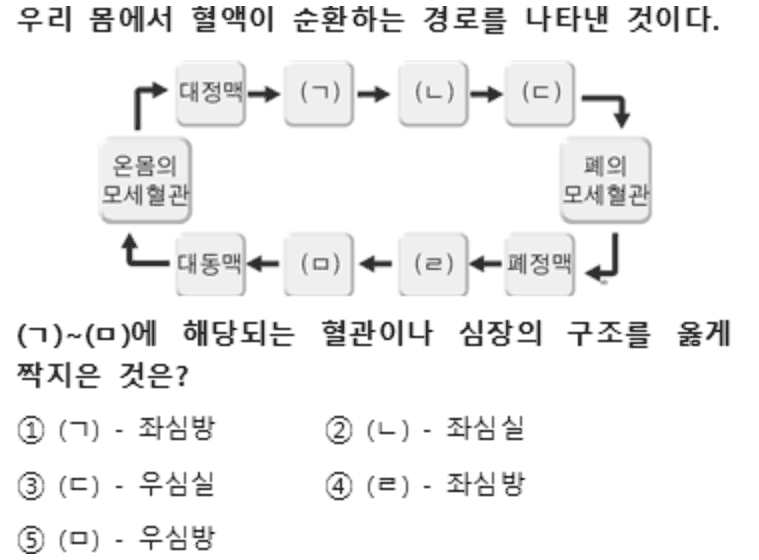 우리 몸에서 혈액이 순환하는 경로를 나타낸 것이다.
대정맥 (ㄱ) (ㄴ) (ㄷ)
온몸의 모세혈관
폐의 모세혈관
대동맥 (ㅁ) (ㄹ) 폐정맥
(ㄱ)~(ㅁ)에 해당되는 혈관이나 심장의 구조를 옳게
짝지은 것은?
① (ㄱ) - 좌심방 ② (ㄴ) - 좌심실
③ (ㄷ) - 우심실 ④ (ㄹ) - 좌심방
⑤ (ㅁ) - 우심방